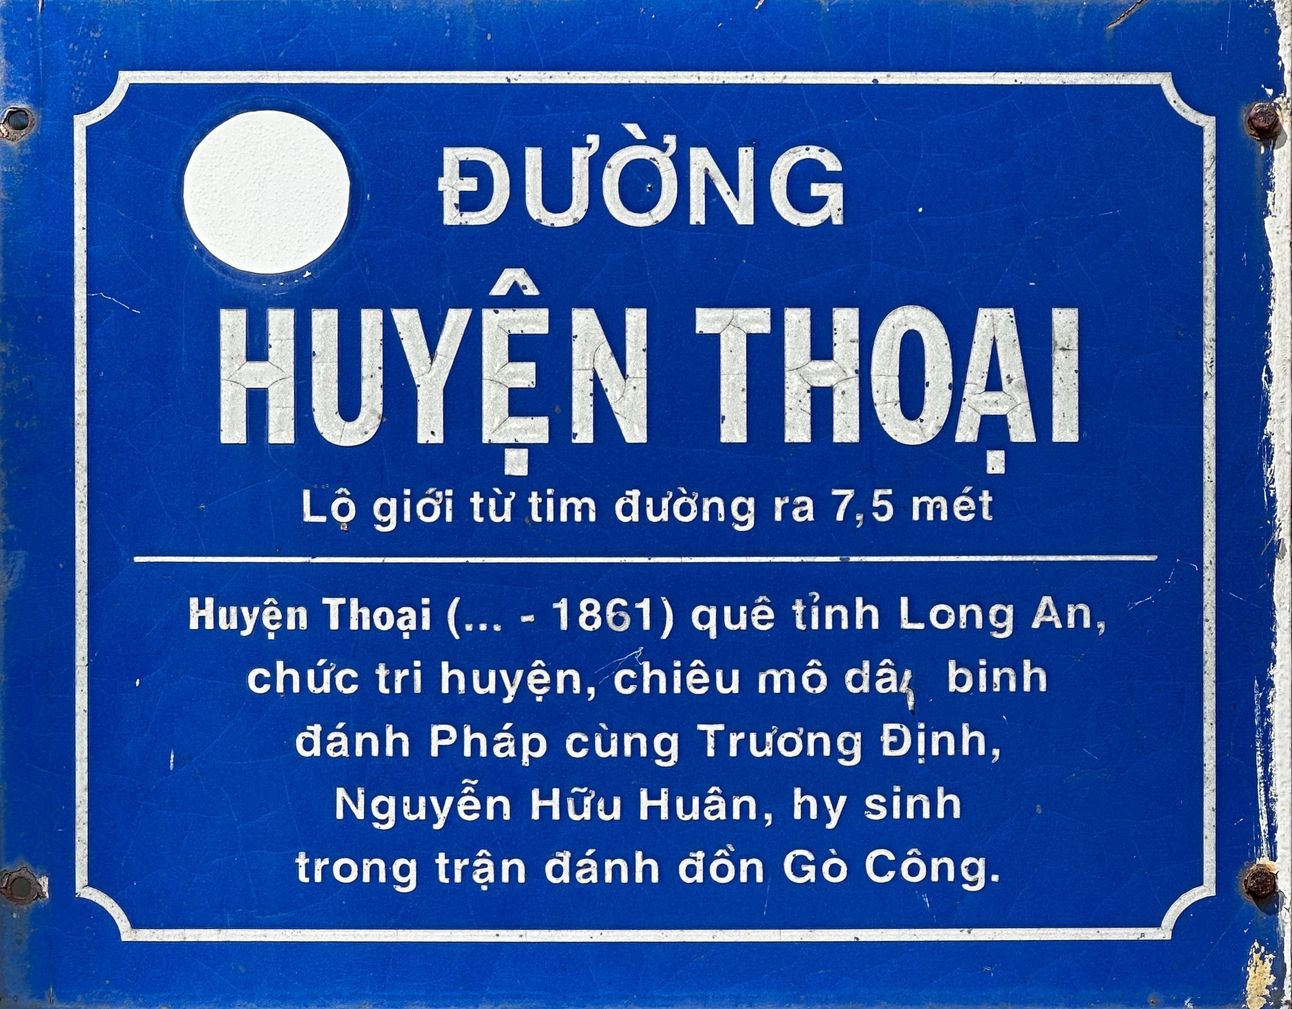 ĐƯỜNG
HUYỆN THOẠI
Lộ giới từ tim đường ra 7,5 mét
Huyện Thoại (... - 1861) quê tỉnh Long An,
chức tri huyện, chiêu mô binh
đánh Pháp cùng Trương Định,
Nguyễn Hữu Huân, hy sinh
trong trận đánh đồn Gò Công.